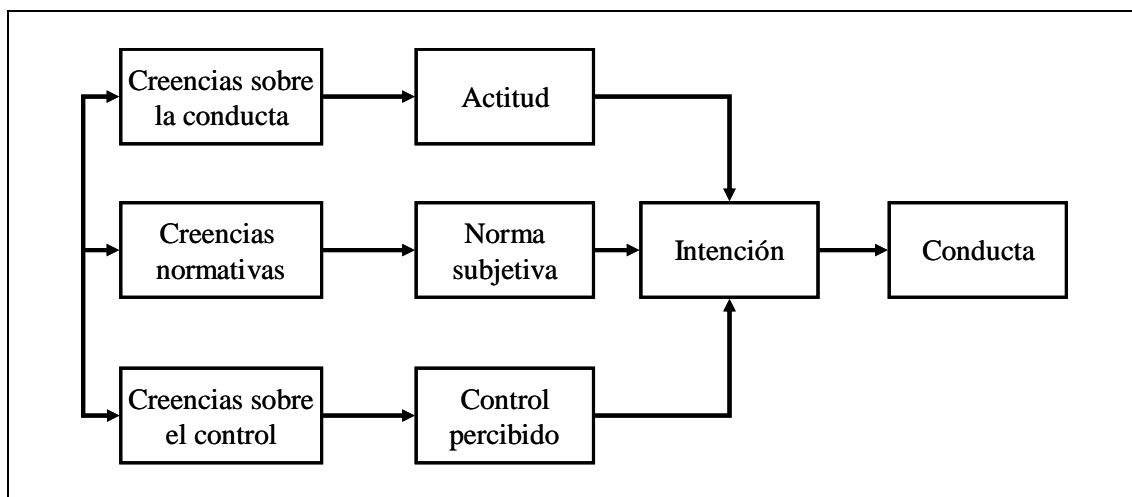 Creencias sobre
la conducta
Actitud
Creencias
normativas
Norma
subjetiva
Intención
Conducta
Creencias sobre
el control
Control
percibido